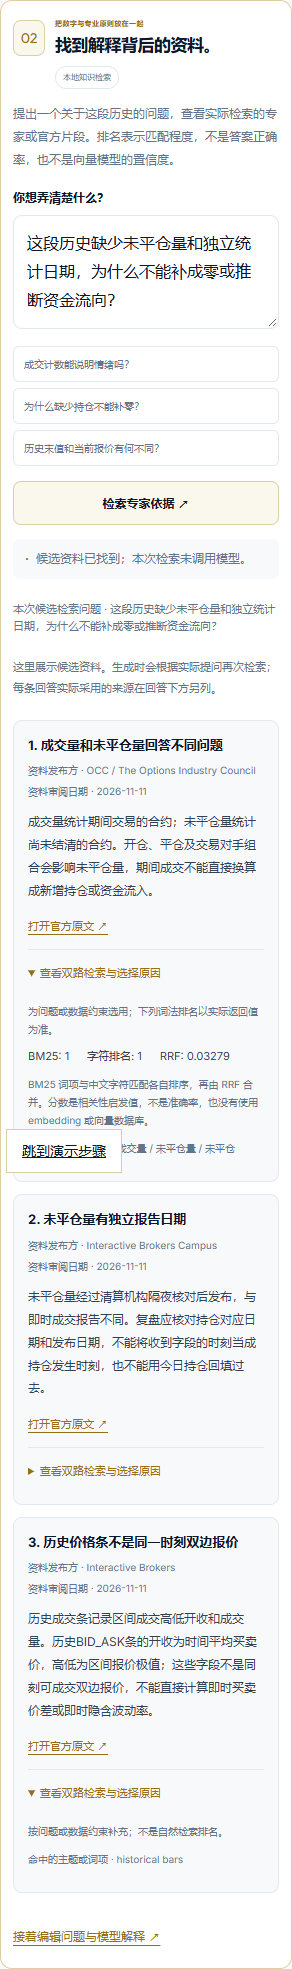 02
把数字与专业原则放在一起
找到解释背后的资料。
本地知识检索
提出一个关于这段历史的问题，查看实际检索的专
家或官方片段。排名表示匹配程度，不是答案正确
率，也不是向量模型的置信度。
你想弄清楚什么？
这段历史缺少未平仓量和独立统
计日期，为什么不能补成零或推
断资金流向？
成交计数能说明情绪吗？
为什么缺少持仓不能补零？
历史末值和当前报价有何不同？
检索专家依据 ↗
· 候选资料已找到；本次检索未调用模型。
本次候选检索问题 · 这段历史缺少未平仓量和独立统计
日期，为什么不能补成零或推断资金流向？
这里展示候选资料。生成时会根据实际提问再次检索；
每条回答实际采用的来源在回答下方另列。
1. 成交量和未平仓量回答不同问题
资料发布方 · OCC / The Options Industry Council
资料审阅日期 · 2026-11-11
成交量统计期间交易的合约；未平仓量统计
尚未结清的合约。开仓、平仓及交易对手组
合会影响未平仓量，期间成交不能直接换算
成新增持仓或资金流入。
打开官方原文 ↗
▼ 查看双路检索与选择原因
为问题或数据约束选用；下列词法排名以实际返回值
为准。
BM25: 1 字符排名: 1 RRF: 0.03279
BM25 词项与中文字符匹配各自排序，再由 RRF 合
并。分数是相关性启发值，不是准确率，也没有使用
embedding 或向量数据库。
跳到演示步骤
成交量 / 未平仓量 / 未平仓
2. 未平仓量有独立报告日期
资料发布方 · Interactive Brokers Campus
资料审阅日期 · 2026-11-11
未平仓量经过清算机构隔夜核对后发布，与
即时成交报告不同。复盘应核对持仓对应日
期和发布日期，不能将收到字段的时刻当成
持仓发生时刻，也不能用今日持仓回填过
去。
打开官方原文 ↗
▶ 查看双路检索与选择原因
3. 历史价格条不是同一时刻双边报价
资料发布方 · Interactive Brokers
资料审阅日期 · 2026-11-11
历史成交条记录区间成交高低开收和成交
量。历史BID_ASK条的开收为时间平均买卖
价，高低为区间报价极值；这些字段不是同
刻可成交双边报价，不能直接计算即时买卖
价差或即时隐含波动率。
打开官方原文 ↗
▼ 查看双路检索与选择原因
按问题或数据约束补充；不是自然检索排名。
命中的主题或词项 · historical bars
接着编辑问题与模型解释 ↗